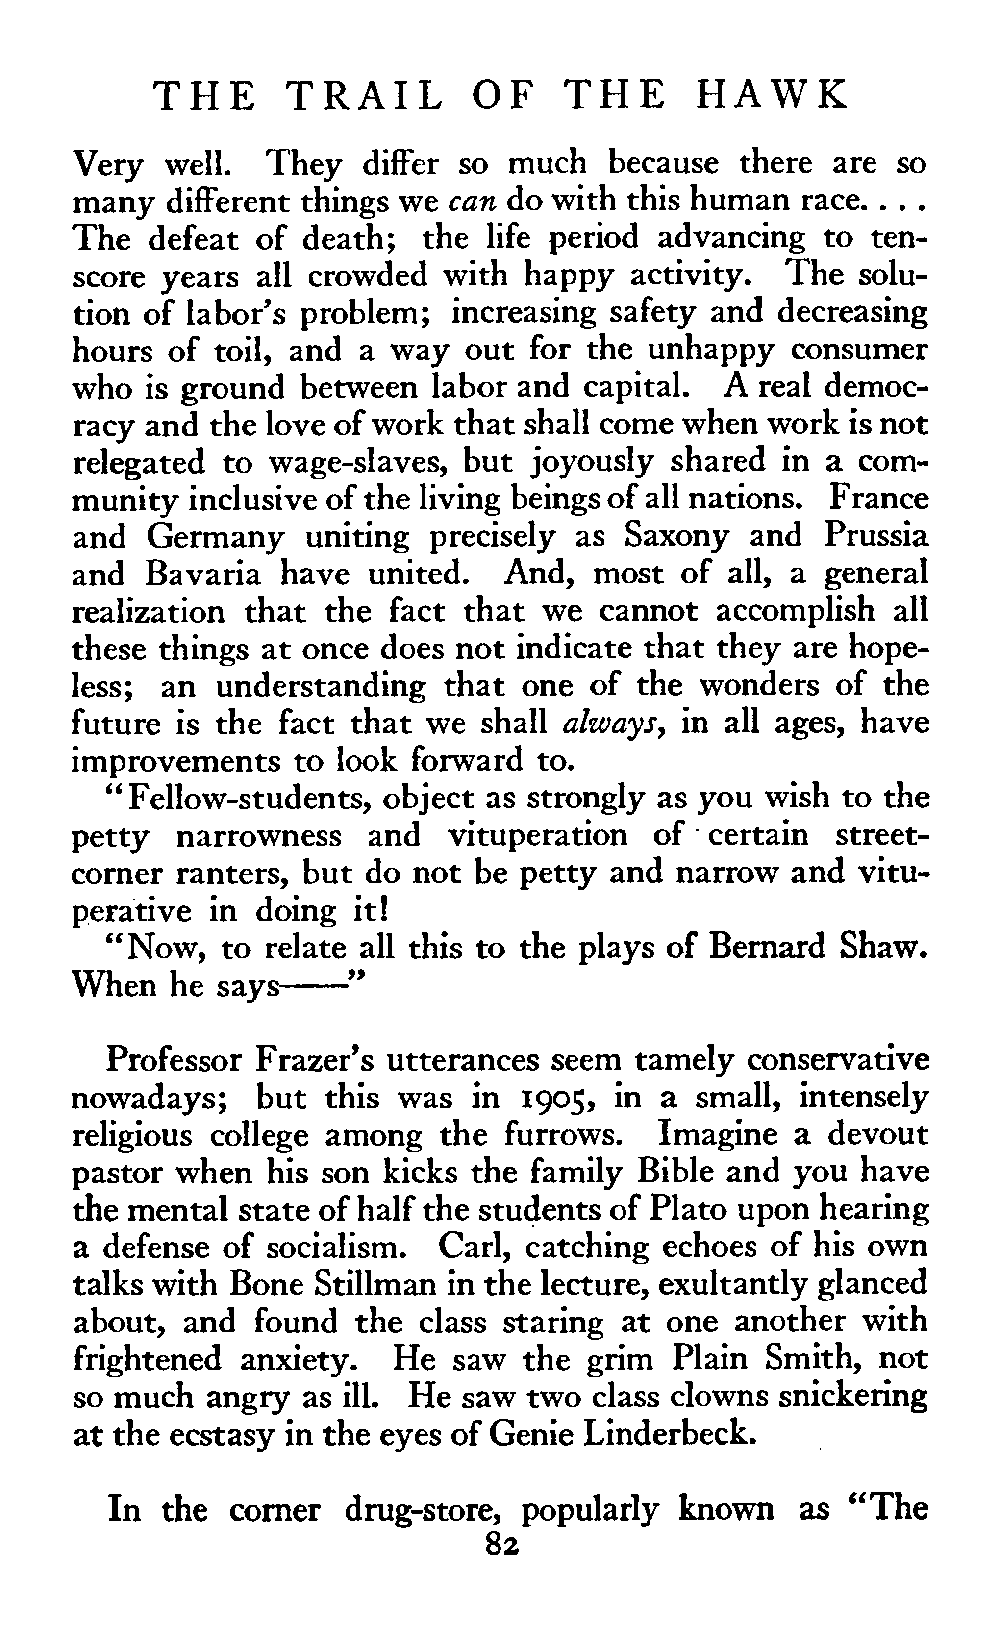 THE TRAIL OF THE HAWK
Very well. They differ so much because there are so
many different things we can do with this human race. . . .
The defeat of death; the life period advancing to ten-
score years all crowded with happy activity. The solu-
tion of labor's problem; increasing safety and decreasing
hours of toil, and a way out for the unhappy consumer
who is ground between labor and capital. A real democ-
racy and the love of work that shall come when work is not
relegated to wage-slaves, but joyously shared in a com-
munity inclusive of the living beings of all nations. France
and Germany uniting precisely as Saxony and Prussia
and Bavaria have united. And, most of all, a general
realization that the fact that we cannot accomplish all
these things at once does not indicate that they are hope-
less; an understanding that one of the wonders of the
future is the fact that we shall always, in all ages, have
improvements to look forward to.
"Fellow-students, object as strongly as you wish to the
petty narrowness and vituperation of certain street-
corner ranters, but do not be petty and narrow and vitu-
perative in doing it!
"Now, to relate all this to the plays of Bernard Shaw.
When he says——"
Professor Frazer's utterances seem tamely conservative
nowadays; but this was in 1905, in a small, intensely
religious college among the furrows. Imagine a devout
pastor when his son kicks the family Bible and you have
the mental state of half the students of Plato upon hearing
a defense of socialism. Carl, catching echoes of his own
talks with Bone Stillman in the lecture, exultantly glanced
about, and found the class staring at one another with
frightened anxiety. He saw the grim Plain Smith, not
so much angry as ill. He saw two class clowns snickering
at the ecstasy in the eyes of Genie Linderbeck.
In the corner drug-store, popularly known as "The
82